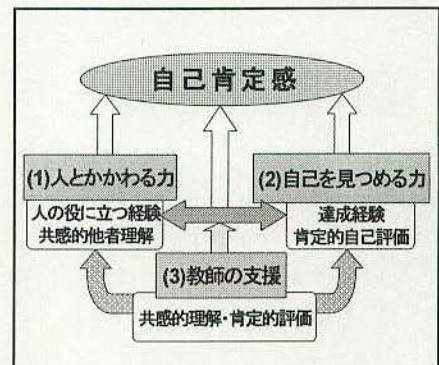 自己肯定感
(1)人とかかわる力
人の役に立つ経験
共感的他者理解
(2)自己を見つめる力
達成経験
肯定的自己評価
(3)教師の支援
共感的理解・肯定的評価